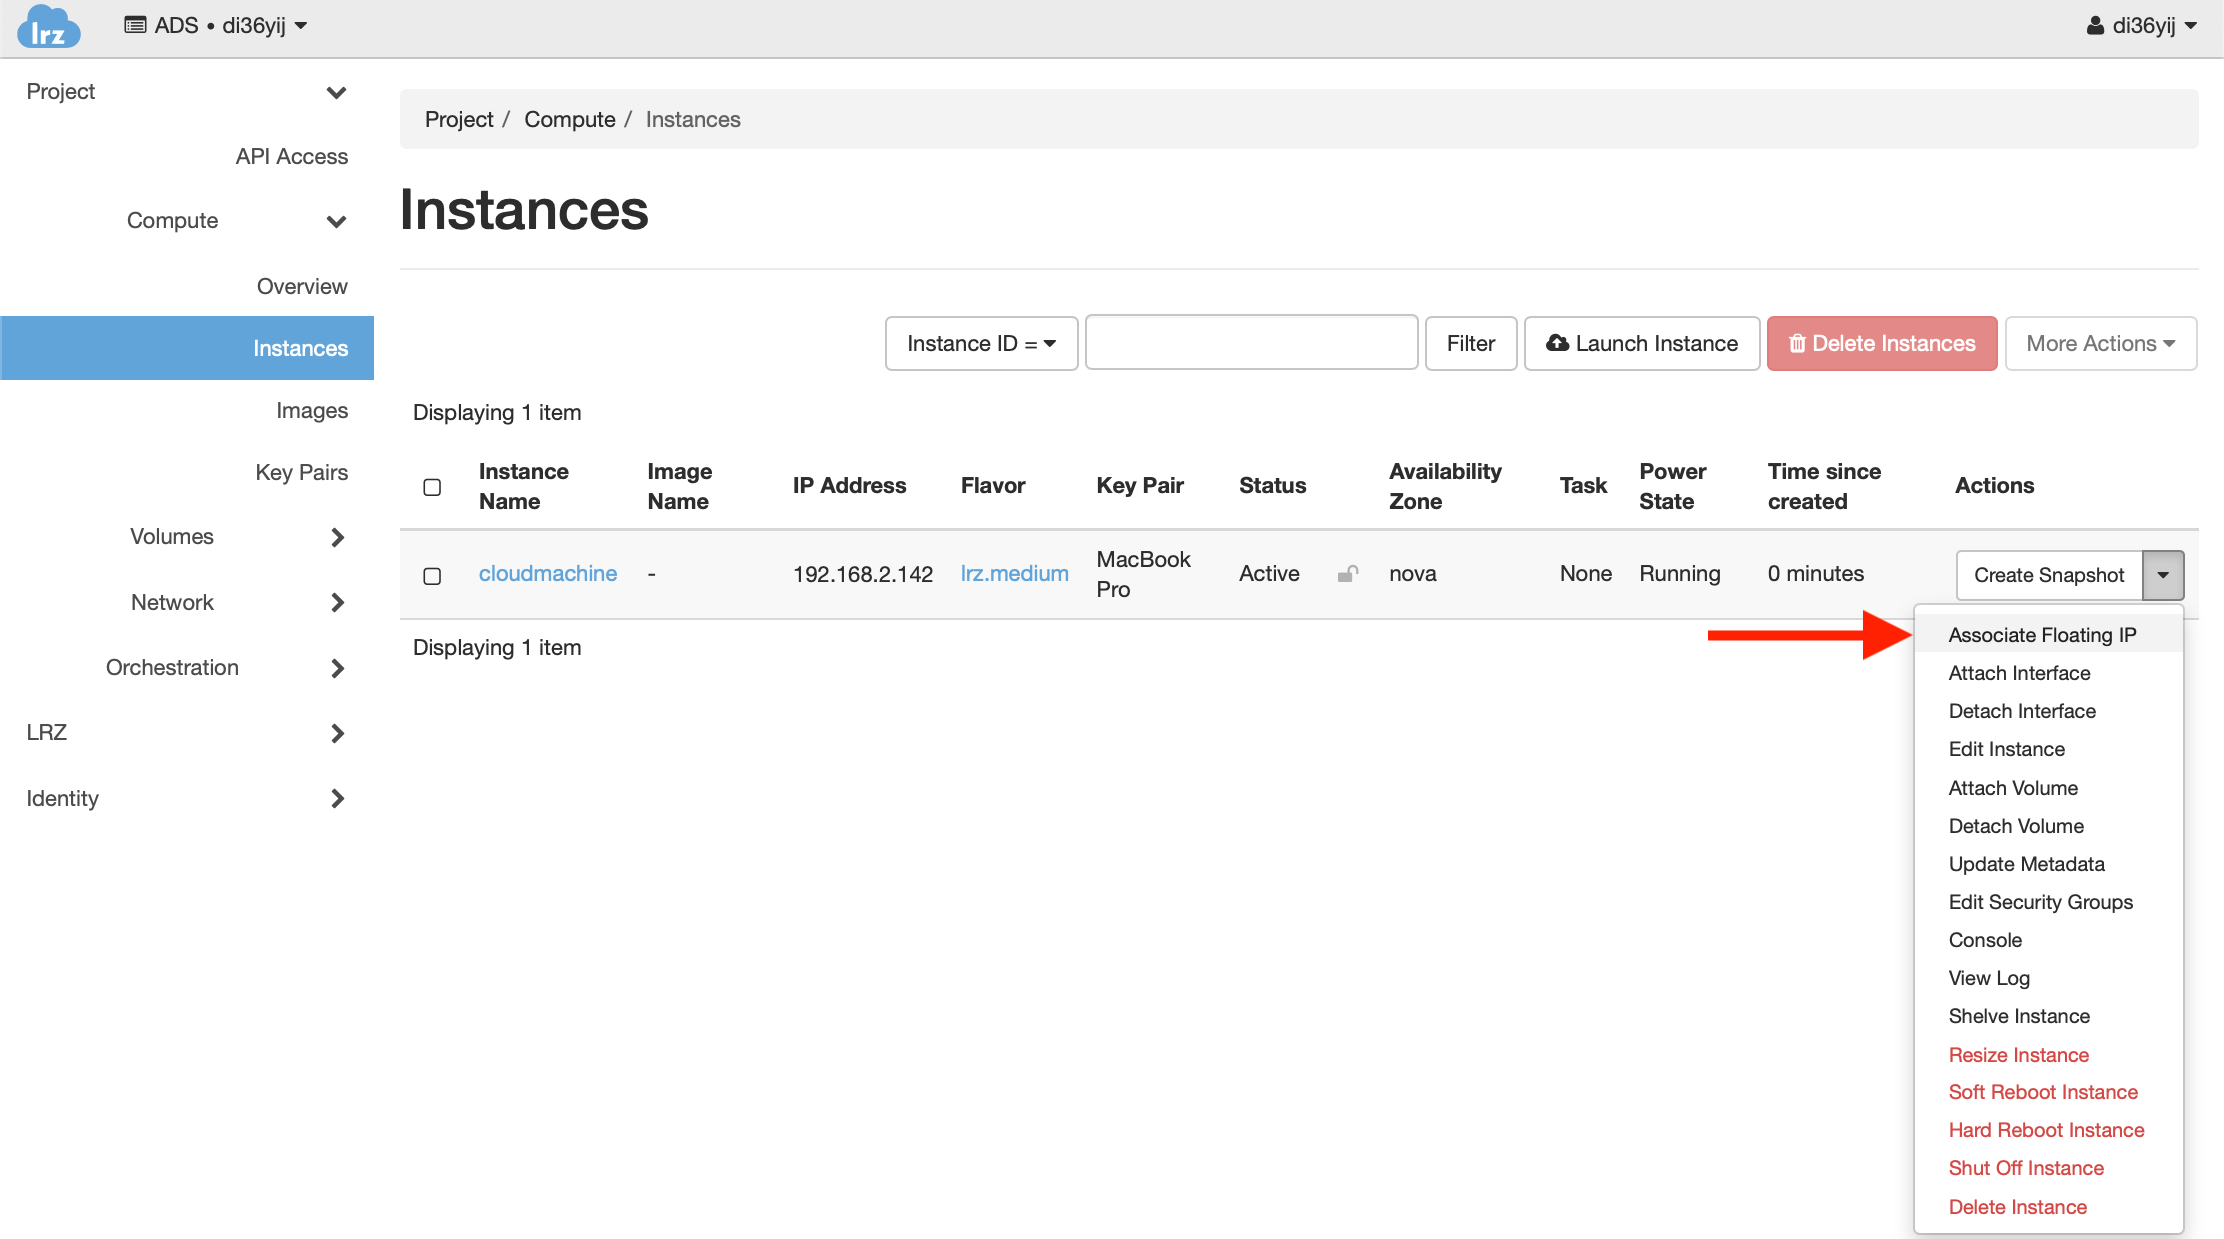 lrz
ADS • di36yij
di36yij
Project
API Access
Compute
Overview
Instances
Images
Key Pairs
Volumes
Network
Orchestration
LRZ
Identity
Project / Compute / Instances
Instances
Instance ID =
Filter
Launch Instance
Delete Instances
More Actions
Displaying 1 item
Instance Name
Image Name
IP Address
Flavor
Key Pair
Status
Availability Zone
Task
Power State
Time since created
Actions
cloudmachine
-
192.168.2.142
lrz.medium
MacBook Pro
Active
nova
None
Running
0 minutes
Create Snapshot
Displaying 1 item
Associate Floating IP
Attach Interface
Detach Interface
Edit Instance
Attach Volume
Detach Volume
Update Metadata
Edit Security Groups
Console
View Log
Shelve Instance
Resize Instance
Soft Reboot Instance
Hard Reboot Instance
Shut Off Instance
Delete Instance